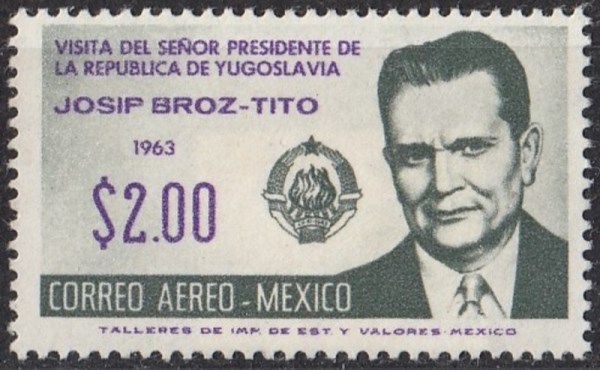 VISITA DEL SEÑOR PRESIDENTE DE
LA REPUBLICA DE YUGOSLAVIA
JOSIP BROZ-TITO
1963
$2.00
CORREO AEREO-MEXICO
TALLERES DE IMP. DE EST. Y VALORES-MEXICO